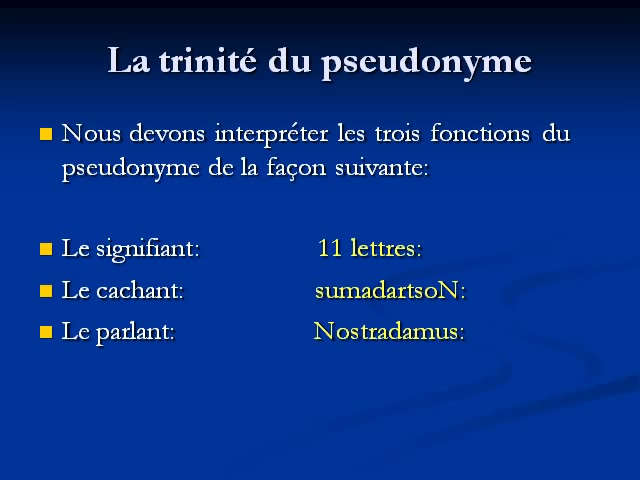 La trinité du pseudonyme
Nous devons interpréter les trois fonctions du
pseudonyme de la façon suivante:
Le signifiant: 11 lettres:
Le cachant: sumadartsoN:
Le parlant: Nostradamus: